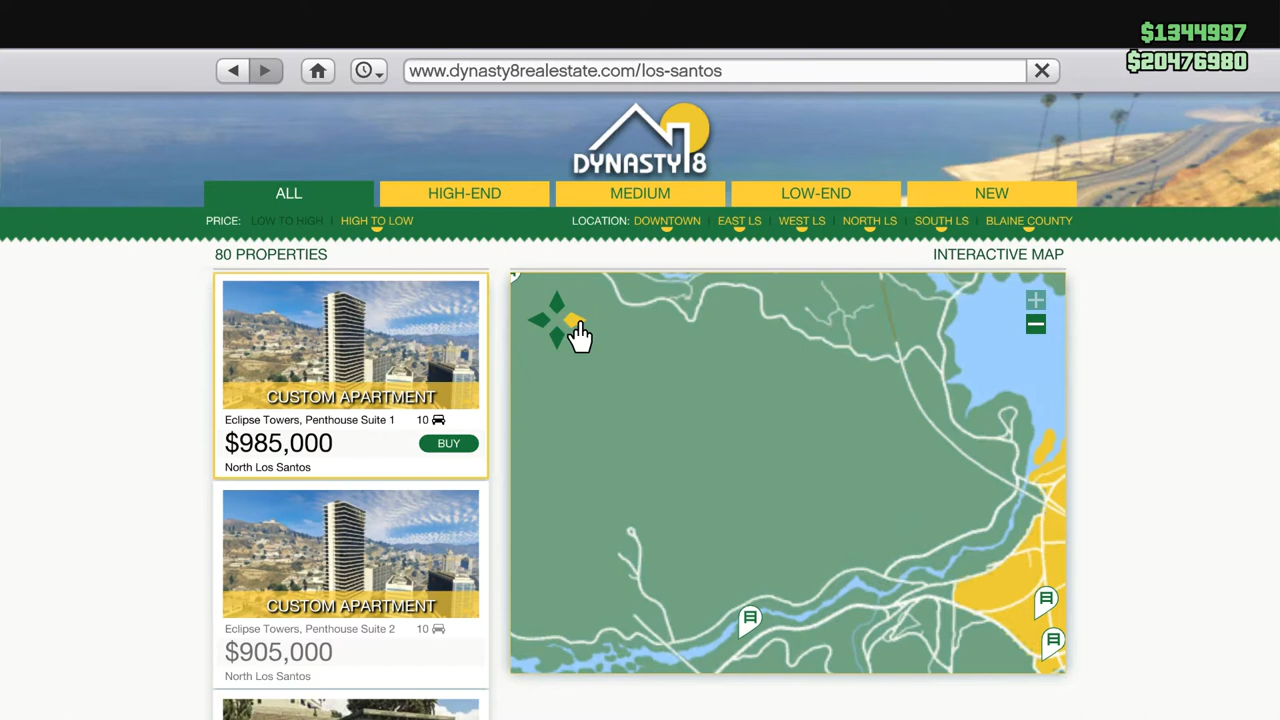 $1344997
$20476980
www.dynasty8realestate.com/los-santos
DYNASTY 8
ALL
HIGH-END
MEDIUM
LOW-END
NEW
PRICE: LOW TO HIGH | HIGH TO LOW
LOCATION: DOWNTOWN | EAST LS | WEST LS | NORTH LS | SOUTH LS | BLAINE COUNTY
80 PROPERTIES
INTERACTIVE MAP
CUSTOM APARTMENT
Eclipse Towers, Penthouse Suite 1 10
$985,000
BUY
North Los Santos
CUSTOM APARTMENT
Eclipse Towers, Penthouse Suite 2 10
$905,000
North Los Santos